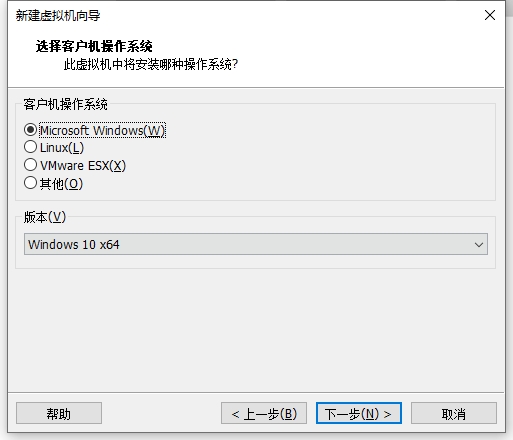 新建虚拟机向导
选择客户机操作系统
此虚拟机中将安装哪种操作系统?
客户机操作系统
Microsoft Windows(W)
Linux(L)
VMware ESX(X)
其他(O)
版本(V)
Windows 10 x64
帮助
< 上一步(B)
下一步(N) >
取消